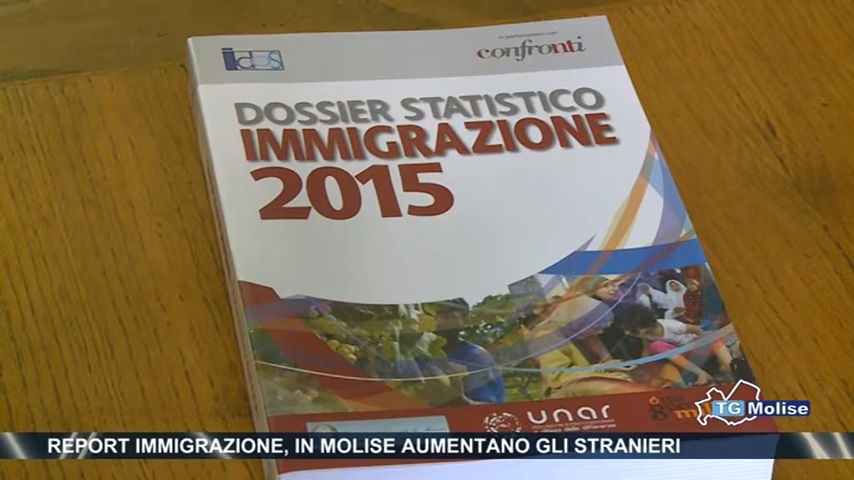 idos
confronti
DOSSIER STATISTICO
IMMIGRAZIONE
2015
unar
TG Molise
REPORT IMMIGRAZIONE, IN MOLISE AUMENTANO GLI STRANIERI